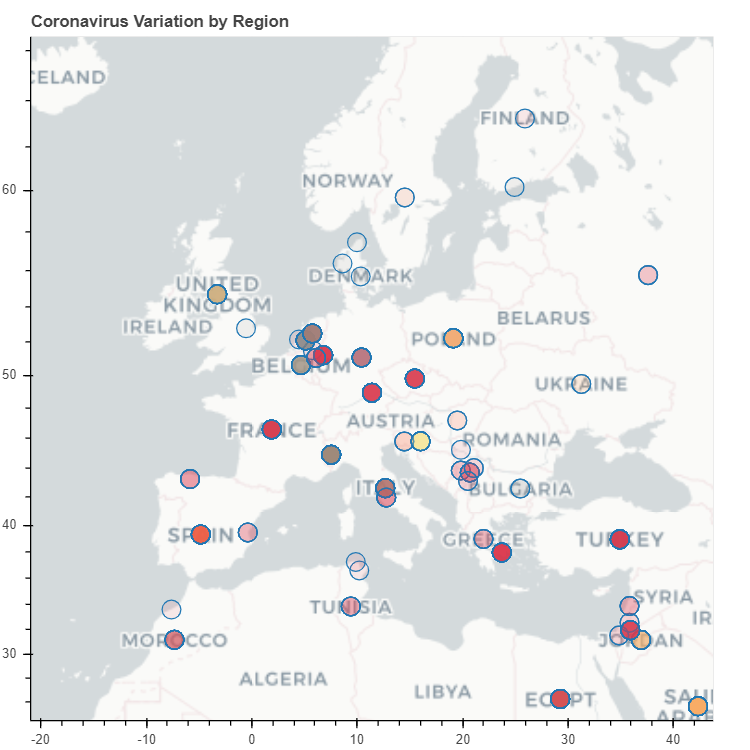 Coronavirus Variation by Region
CELAND
FINLAND
NORWAY
60
DENMARK
UNITED
KINGDOM
BELARUS
IRELAND
POLAND
BELGIUM
50
UKRAINE
AUSTRIA
FRANCE
ROMANIA
ITALY
BULGARIA
40
SPAIN
GREECE
TURKEY
SYRIA
TUNISIA
IR
MOROCCO
JORDAN
30
ALGERIA
LIBYA
EGYPT
SAU
ARAB
-20
-10
0
10
20
30
40